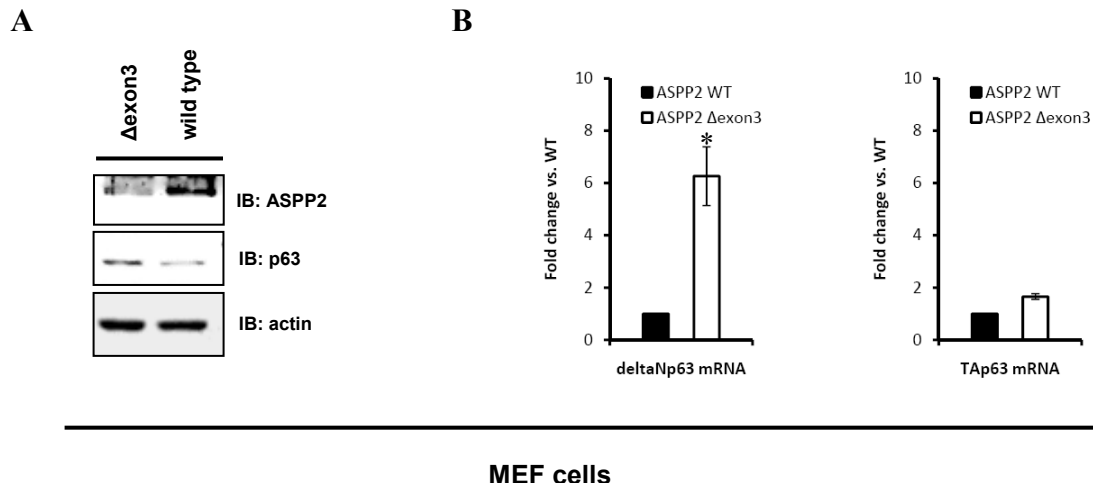 A
Δexon3
wild type
IB: ASPP2
IB: p63
IB: actin
B
10
8
6
4
2
0
Fold change vs. WT
ASPP2 WT
ASPP2 Δexon3
*
deltaNp63 mRNA
10
8
6
4
2
0
Fold change vs. WT
ASPP2 WT
ASPP2 Δexon3
TAp63 mRNA
MEF cells